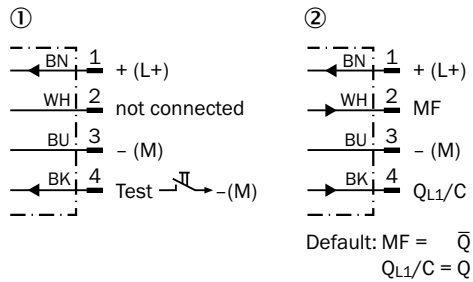 ① ②
BN 1 + (L+)
WH 2 not connected
BU 3 – (M)
BK 4 Test –(M)
BN 1 + (L+)
WH 2 MF
BU 3 – (M)
BK 4 QL1/C
Default: MF = Q̅
QL1/C = Q